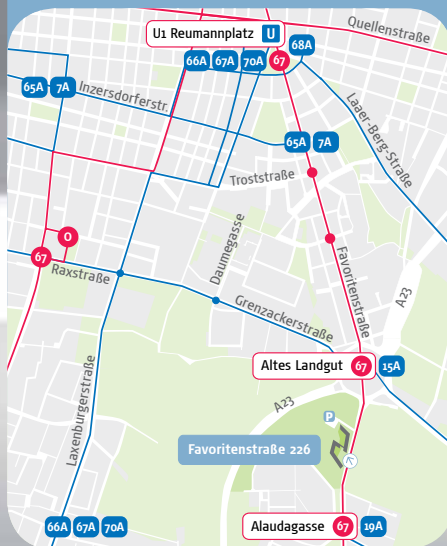 Quellenstraße
U1 Reumannplatz U
68A
66A 67A 70A 67
65A 7A
Inzersdorferstr.
Laaer-Berg-Straße
65A 7A
Troststraße
Daumegasse
Favoritenstraße
O
67
Raxstraße
A23
Grenzackerstraße
Laxenburgerstraße
Altes Landgut 67 15A
A23
P
Favoritenstraße 226
66A 67A 70A
Alaudagasse 67 19A